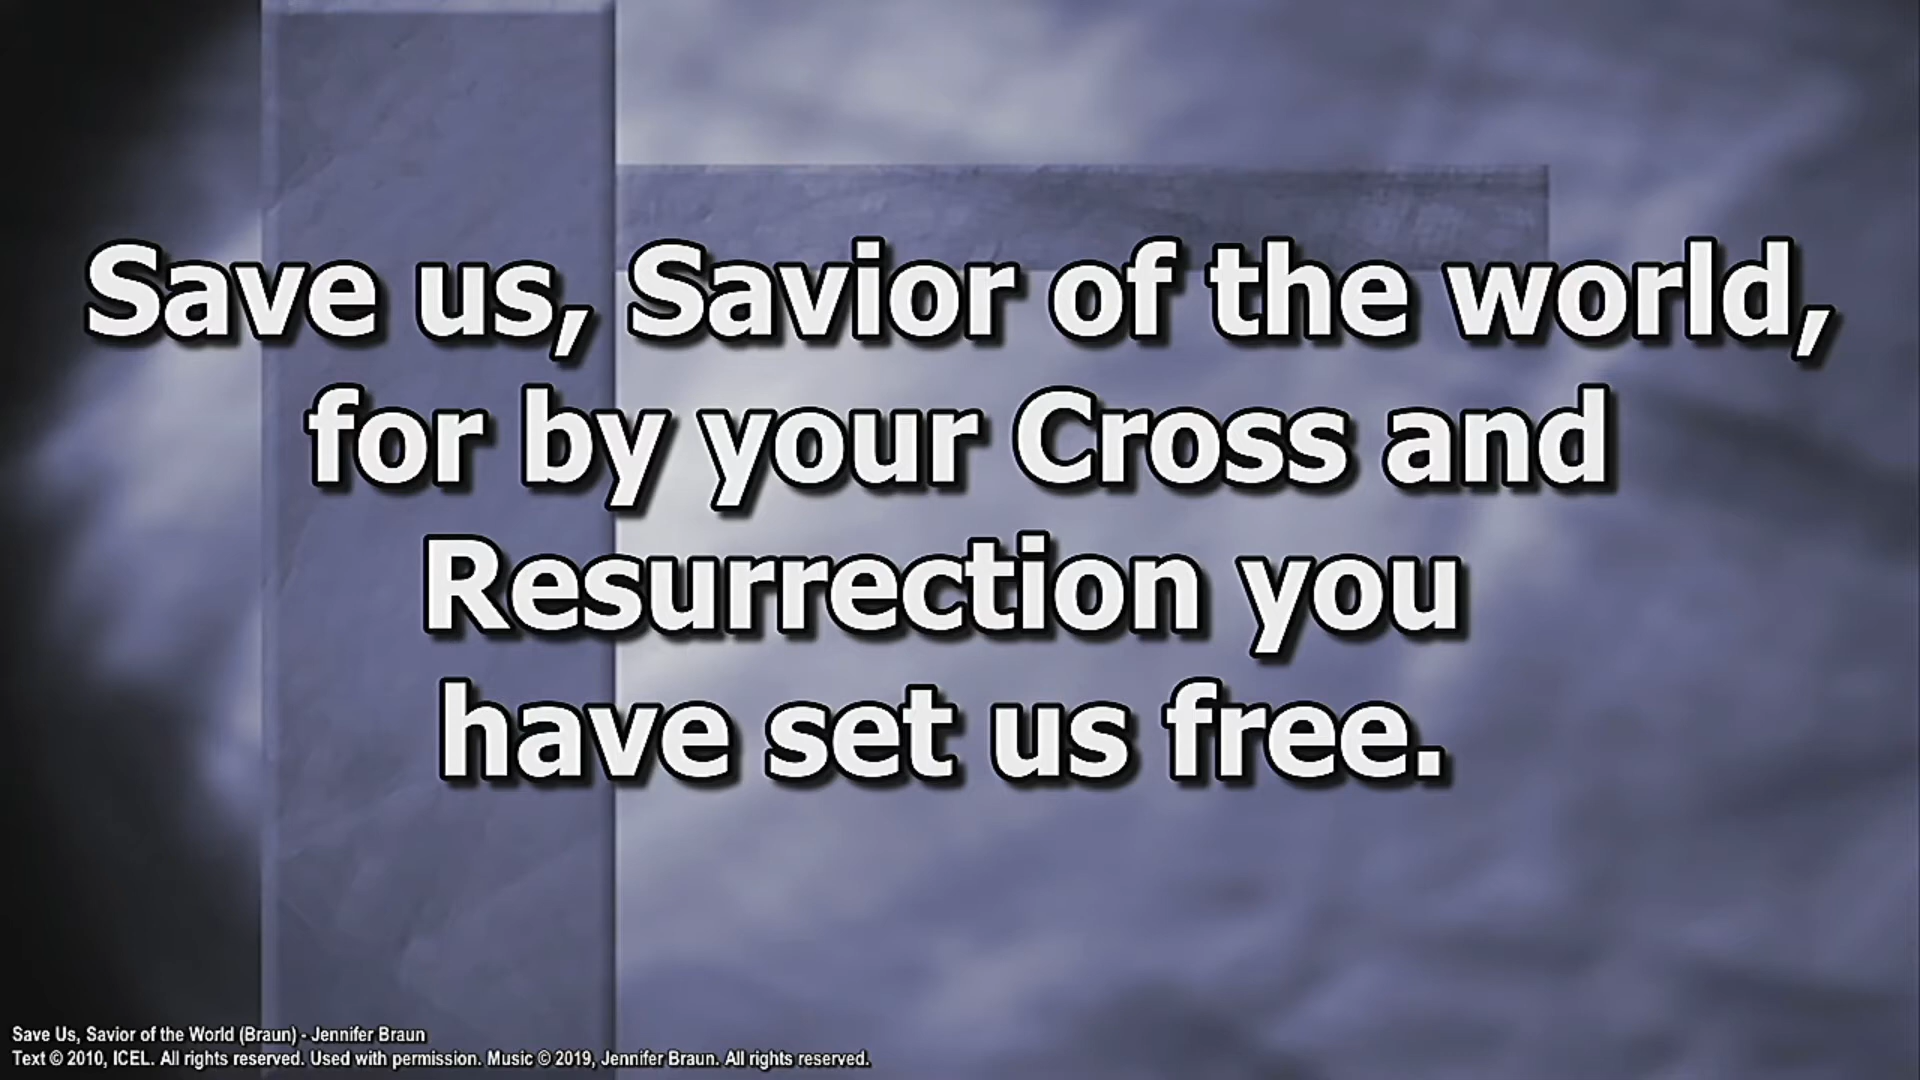 Save us, Savior of the world,
for by your Cross and
Resurrection you
have set us free.
Save Us, Savior of the World (Braun) - Jennifer Braun
Text © 2010, ICEL. All rights reserved. Used with permission. Music © 2019, Jennifer Braun. All rights reserved.